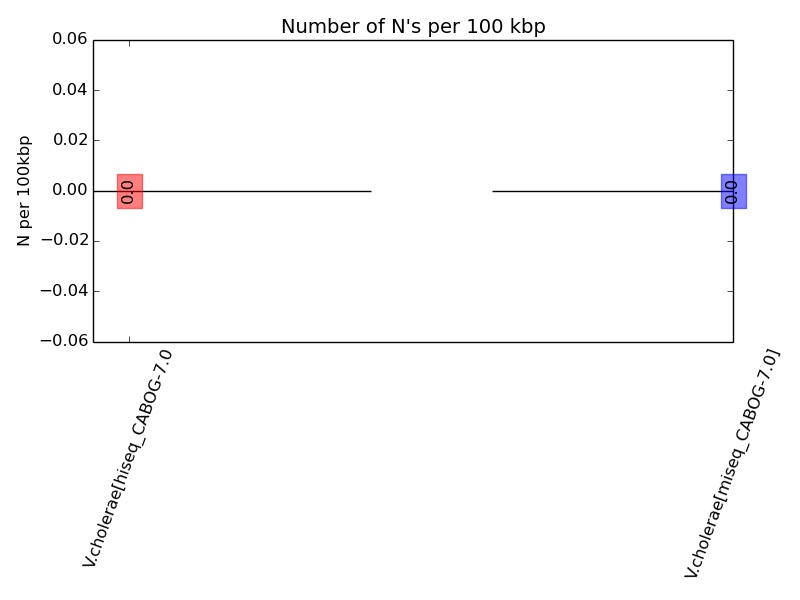 Number of N's per 100 kbp
N per 100kbp
0.06
0.04
0.02
0.00
−0.02
−0.04
−0.06
0.0
0.0
V.cholerae[hiseq_CABOG-7.0
V.cholerae[miseq_CABOG-7.0]